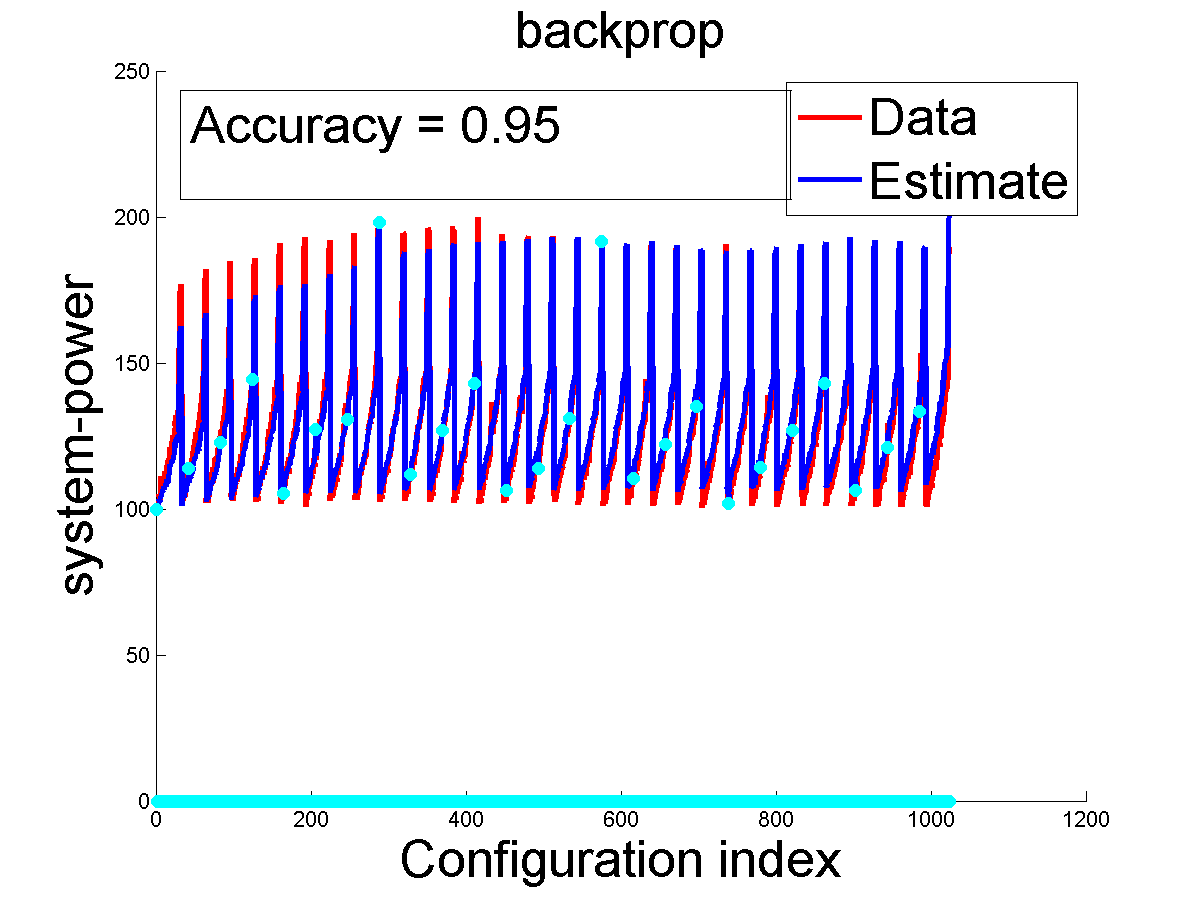 backprop
250
Accuracy = 0.95
Data
Estimate
200
150
100
50
0
system-power
0 200 400 600 800 1000 1200
Configuration index